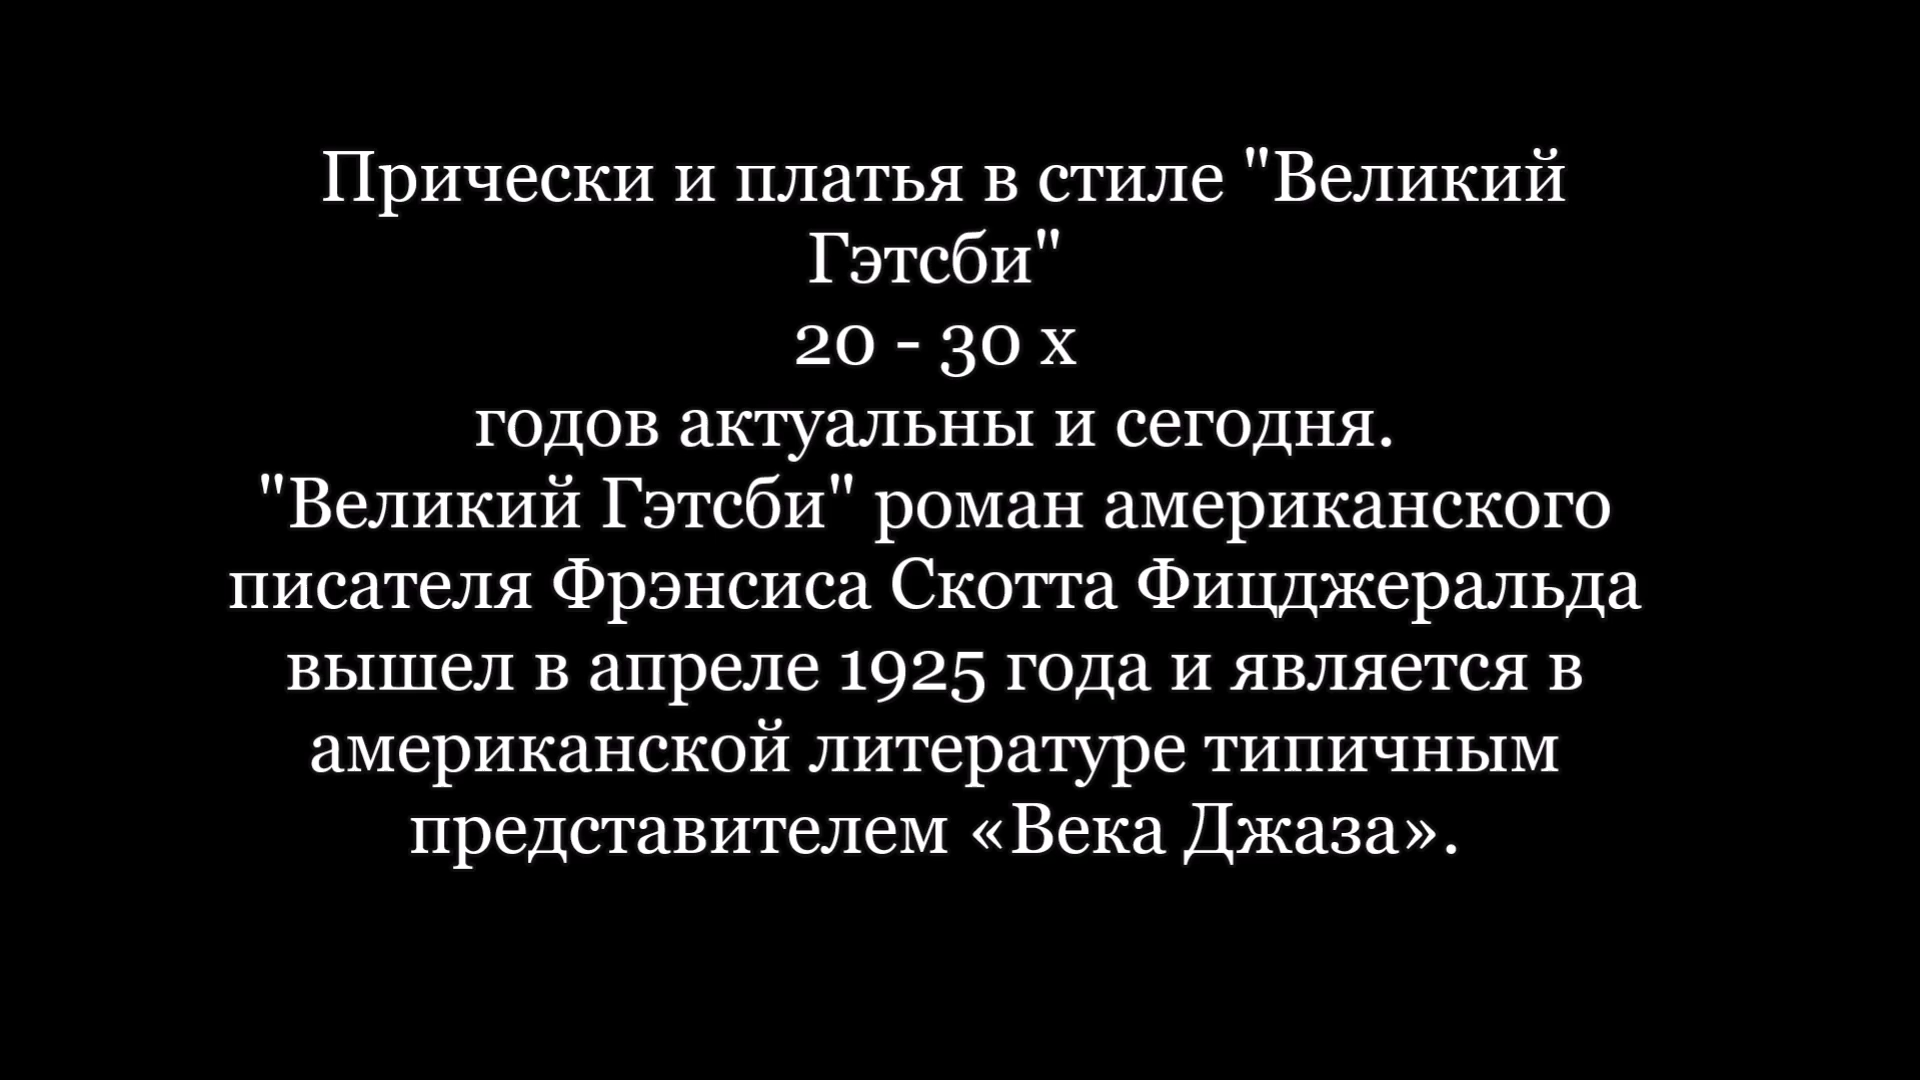 Прически и платья в стиле "Великий
Гэтсби"
20 - 30 х
годов актуальны и сегодня.
"Великий Гэтсби" роман американского
писателя Фрэнсиса Скотта Фицджеральда
вышел в апреле 1925 года и является в
американской литературе типичным
представителем «Века Джаза».